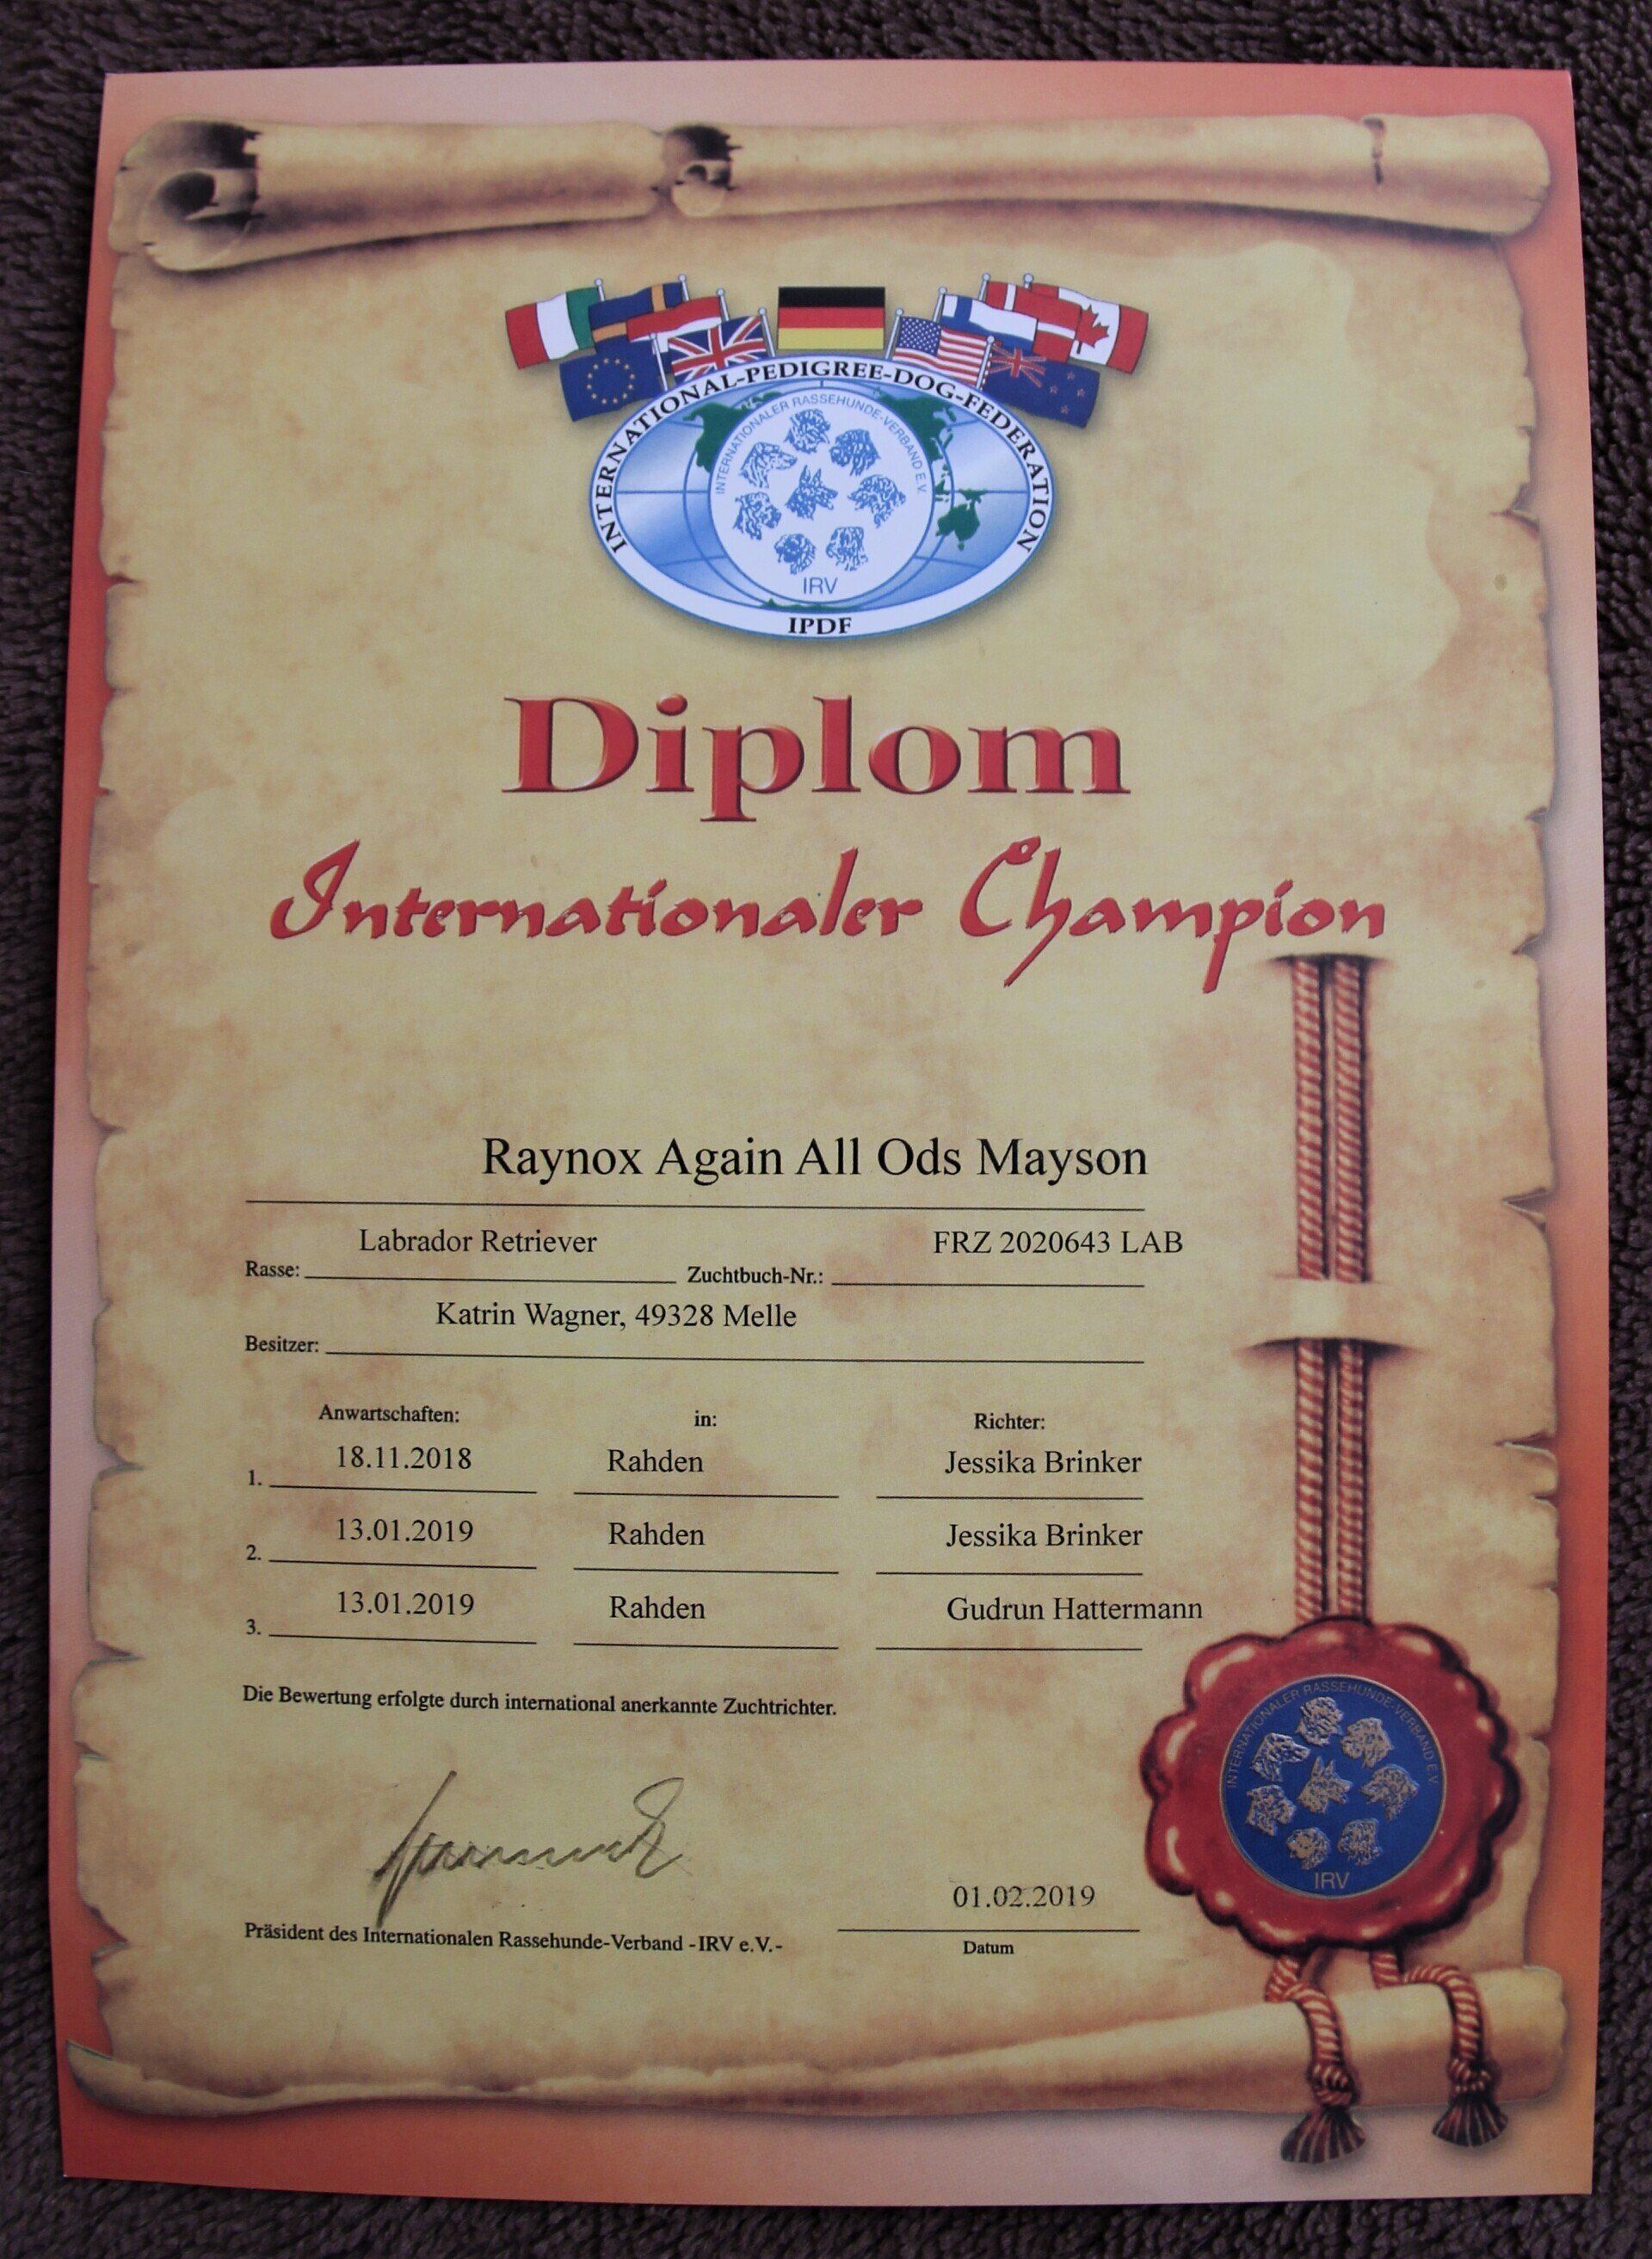 INTERNATIONAL-PEDIGREE-DOG-FEDERATION
INTERNATIONALER RASSEHUNDE-VERBAND E.V.
IRV
IPDF
Diplom
Internationaler Champion
Raynox Again All Ods Mayson
Labrador Retriever FRZ 2020643 LAB
Rasse: Zuchtbuch-Nr.:
Katrin Wagner, 49328 Melle
Besitzer:
Anwartschaften: in: Richter:
1. 18.11.2018 Rahden Jessika Brinker
2. 13.01.2019 Rahden Jessika Brinker
3. 13.01.2019 Rahden Gudrun Hattermann
Die Bewertung erfolgte durch international anerkannte Zuchtrichter.
INTERNATIONALER RASSEHUNDE-VERBAND E.V.
IRV
01.02.2019
Präsident des Internationalen Rassehunde-Verband -IRV e.V.- Datum